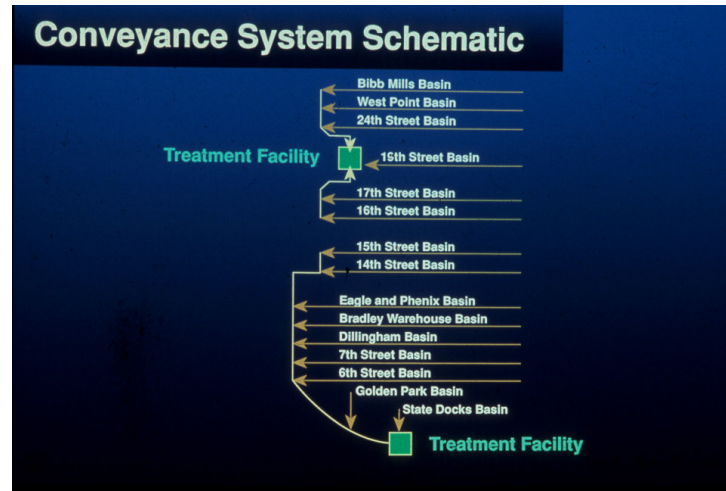 Conveyance System Schematic
Bibb Mills Basin
West Point Basin
24th Street Basin
Treatment Facility
Street Basin
17th Street Basin
16th Street Basin
15th Street Basin
14th Street Basin
Eagle and Phenix Basin
Bradley Warehouse Basin
Dillingham Basin
7th Street Basin
6th Street Basin
Golden Park Basin
State Docks Basin
Treatment Facility